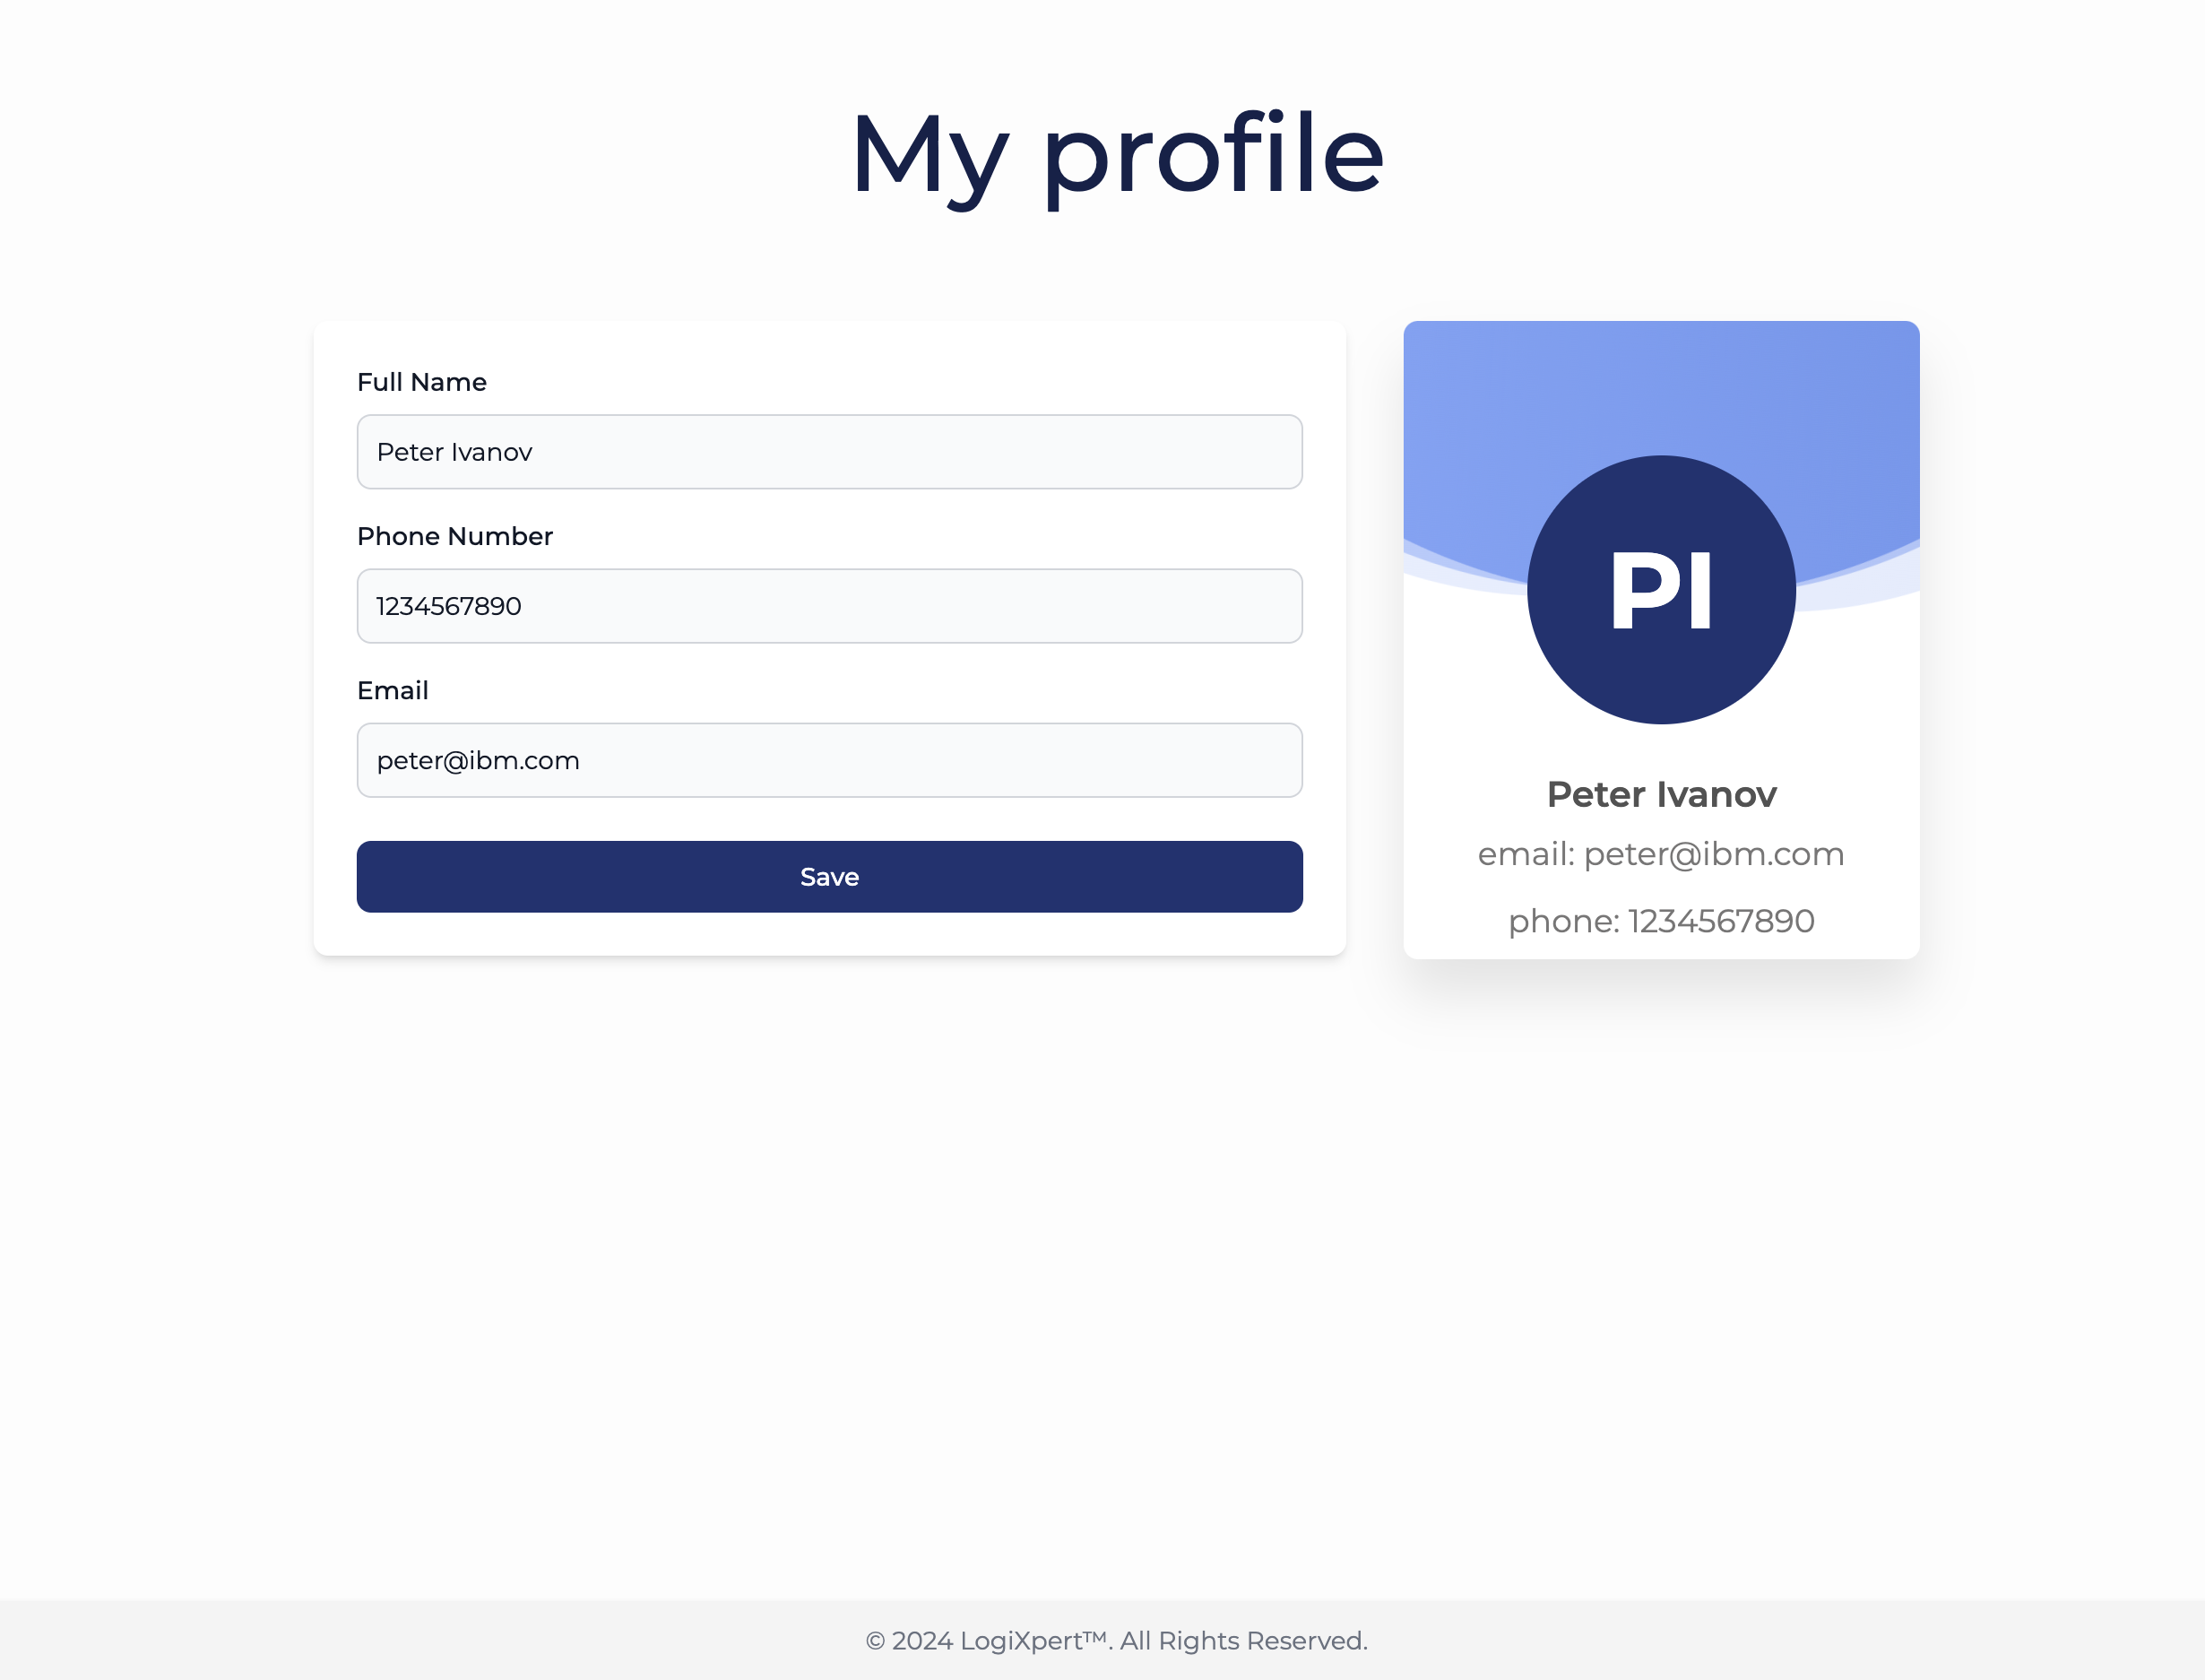 My profile
Full Name
Peter Ivanov
Phone Number
1234567890
Email
peter@ibm.com
Save
PI
Peter Ivanov
email: peter@ibm.com
phone: 1234567890
© 2024 LogiXpert™. All Rights Reserved.